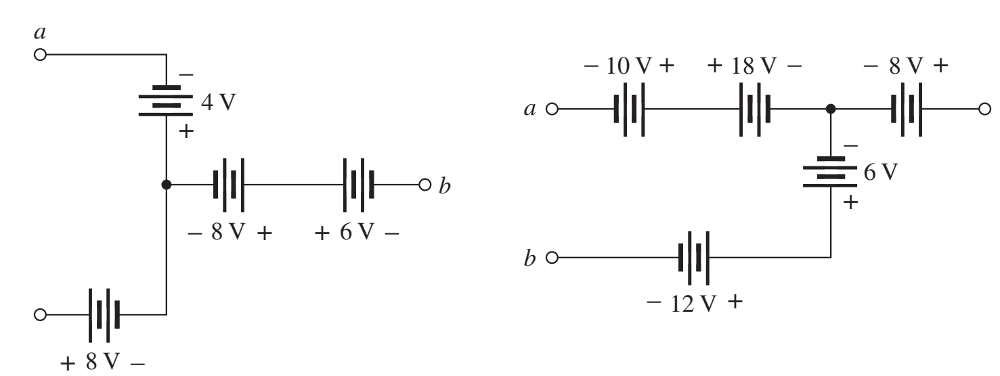 a
−
4 V
+
b
− 8 V +
+ 6 V −
+ 8 V −
− 10 V +
+ 18 V −
− 8 V +
a
−
6 V
+
b
− 12 V +